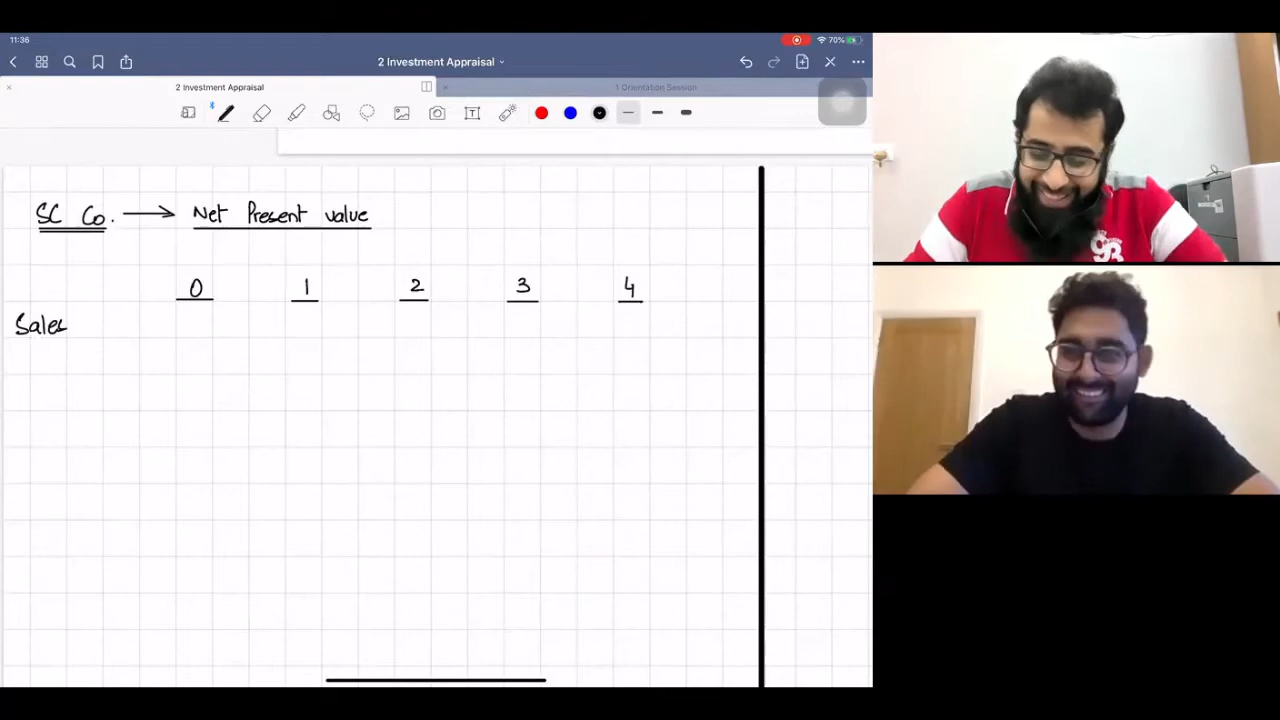 11:36
70%
2 Investment Appraisal
2 Investment Appraisal
1 Orientation Session
T
SC Co. → Net Present value
0 1 2 3 4
Sales
93